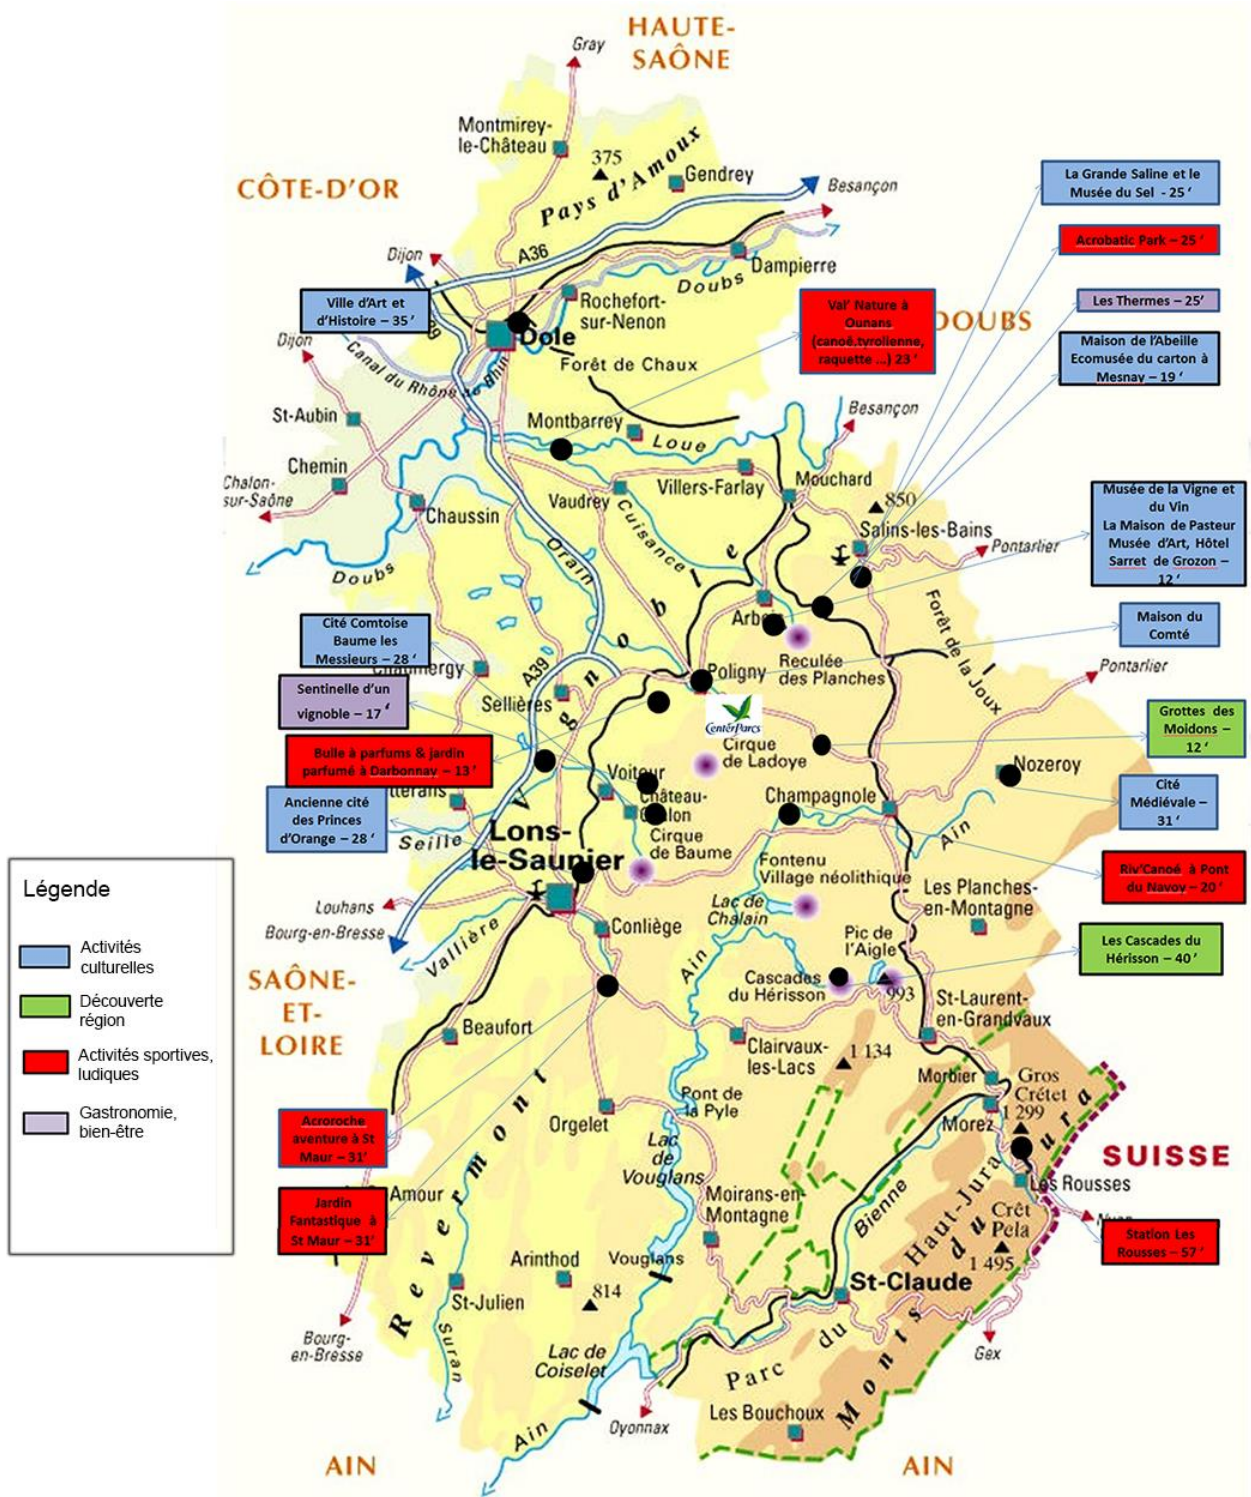 HAUTE-
SAÔNE
Gray
Montmirey-
le-Château
375
Pays d'Amoux
Gendrey
CÔTE-D'OR
Besançon
La Grande Saline et le
Musée du Sel - 25 ‘
Acrobatic Park – 25 ‘
Dijon
A36
Dampierre
Doubs
Ville d'Art et
d'Histoire – 35 ‘
Rochefort-
sur-Nenon
Val' Nature à
Ounans
(canoé,tyrolienne,
raquette ...) 23 ‘
Les Thermes – 25‘
DOUBS
Dole
Dijon
Canal du Rhône au Rhin
Forêt de Chaux
Maison de l'Abeille
Ecomusée du carton à
Mesnay – 19 ‘
St-Aubin
Montbarrey
Loue
Besançon
Chemin
Chalon-
sur-Saône
Chaussin
Vaudrey
Villers-Farlay
Mouchard
Cuisance
850
Salins-les-Bains
Pontarlier
Musée de la Vigne et
du Vin
La Maison de Pasteur
Musée d'Art, Hôtel
Sarret de Grozon –
12 ‘
Doubs
Orain
Vignoble
Forêt de la Joux
Cité Comtoise
Baume les
Messieurs – 28 ‘
Reculée
des Planches
Maison du
Comté
A39
Poligny
Pontarlier
Sentinelle d'un
vignoble – 17 ‘
Sellières
CenterParcs
Grottes des
Moidons –
12 ‘
Bulle à parfums & jardin
parfumé à Darbonnay – 13 ‘
Cirque
de Ladoye
Nozeroy
Voiteur
Cité
Médiévale –
31 ‘
Ancienne cité
des Princes
d'Orange – 28 ‘
Château-
Chalon
Champagnole
Seille
Lons-
le-Saunier
Cirque
de Baume
Ain
Fontenu
Village néolithique
Riv'Canoé à Pont
du Navoy – 20 ‘
Légende
Louhans
Bourg-en-Bresse
Lac de
Chalain
Les Planches-
en-Montagne
Activités
culturelles
Vallière
Conliège
Pic de
l'Aigle
Les Cascades du
Hérisson – 40 ‘
SAÔNE-
ET-
LOIRE
Ain
Cascades
du Hérisson
993
Découverte
région
St-Laurent-
en-Grandvaux
Beaufort
Clairvaux-
les-Lacs
1 134
Activités sportives,
ludiques
Morbier
Gros
Crétet
1 299
Pont de
la Pyle
Gastronomie,
bien-être
Acroroche
aventure à St
Maur – 31‘
Orgelet
Morez
Lac
de
Vouglans
SUISSE
Jardin
Fantastique à
St Maur – 31‘
Amour
Revermont
Moirans-en-
Montagne
Bienne
Les Rousses
Haut-Jura
Crêt
Pela
1 495
Station Les
Rousses – 57 ‘
Arinthod
Vouglans
814
St-Julien
St-Claude
Bourg-
en-Bresse
Suran
Lac de
Coiselet
Parc du
Monts du Jura
Gex
Oyonnax
Les Bouchoux
Ain
AIN
AIN